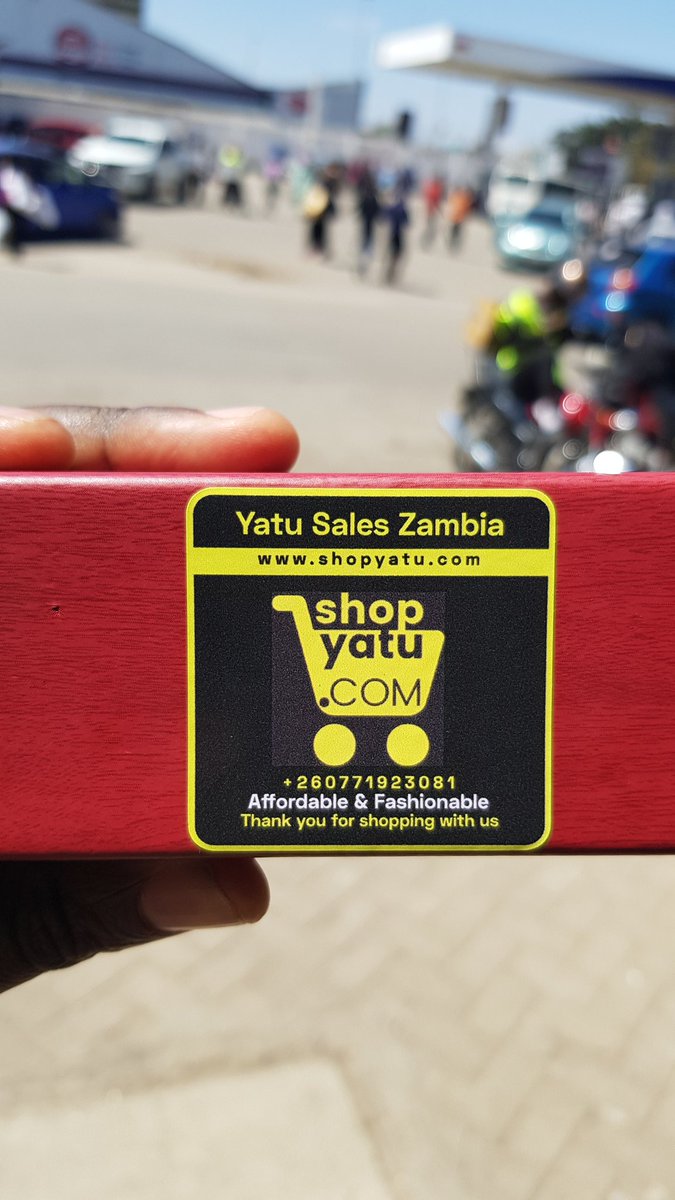 Yatu Sales Zambia
www.shopyatu.com
shop
yatu
.COM
+260771923081
Affordable & Fashionable
Thank you for shopping with us